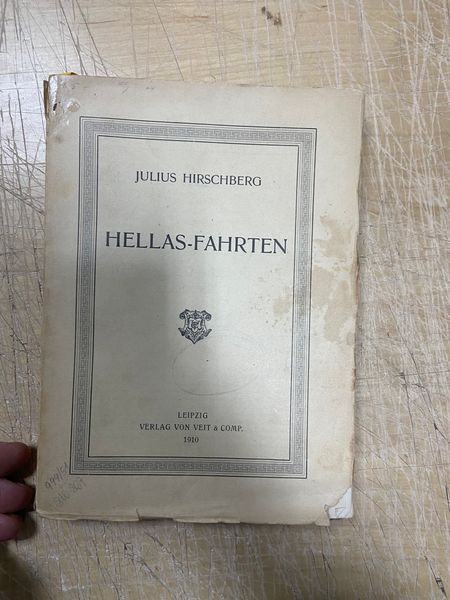 JULIUS HIRSCHBERG
HELLAS-FAHRTEN
LEIPZIG
VERLAG VON VEIT & COMP.
1910